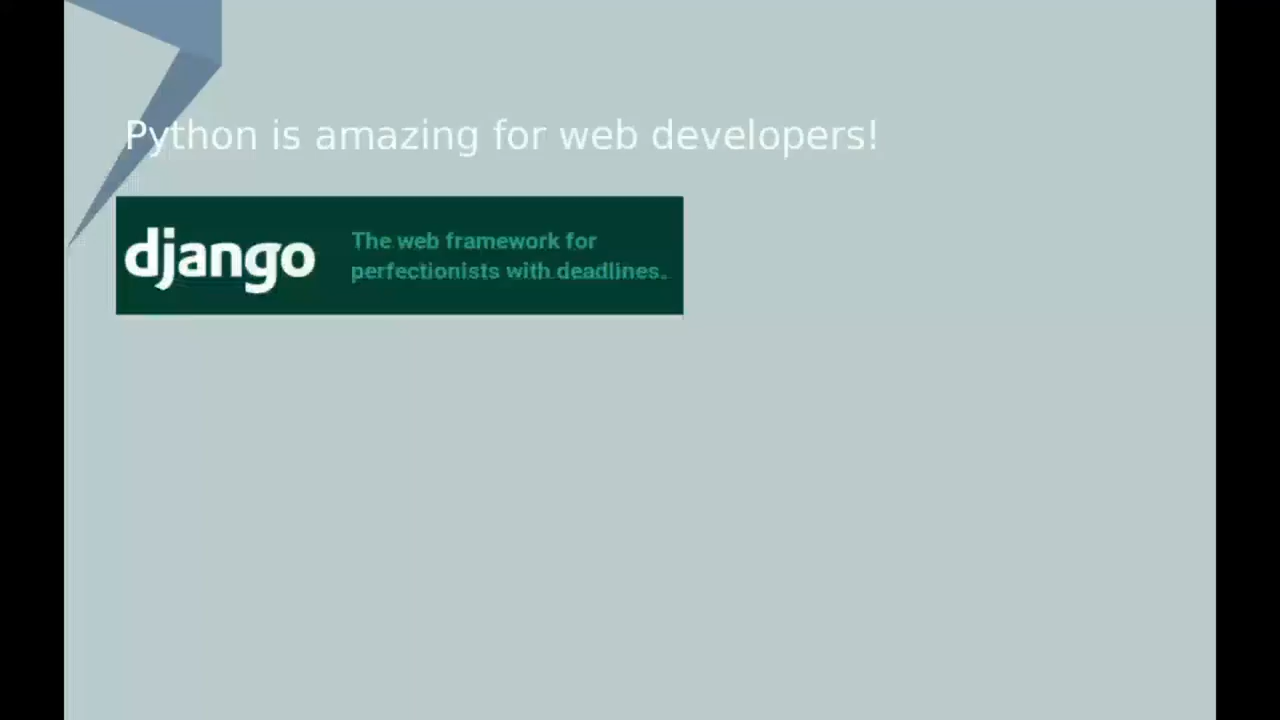 Python is amazing for web developers!
django
The web framework for
perfectionists with deadlines.